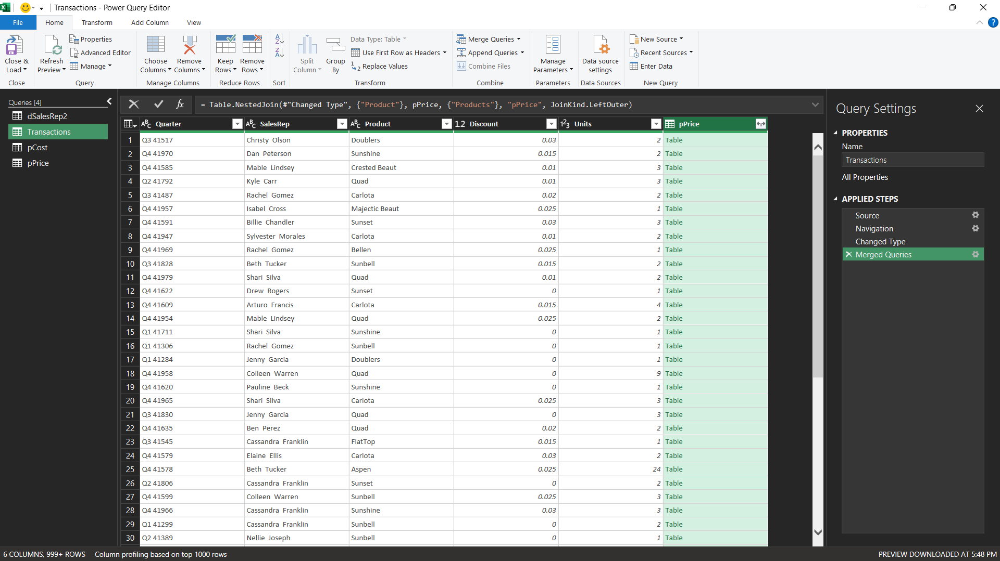 Transactions - Power Query Editor
File Home Transform Add Column View
Close & Load
Close
Refresh Preview
Properties
Advanced Editor
Manage
Query
Choose Columns
Remove Columns
Manage Columns
Keep Rows
Remove Rows
Reduce Rows
Sort
Split Column
Group By
Data Type: Table
Use First Row as Headers
Replace Values
Transform
Merge Queries
Append Queries
Combine Files
Combine
Manage Parameters
Parameters
Data source settings
Data Sources
New Source
Recent Sources
Enter Data
New Query
Queries [4]
dSalesRep2
Transactions
pCost
pPrice
fx = Table.NestedJoin(#"Changed Type", {"Product"}, pPrice, {"Products"}, "pPrice", JoinKind.LeftOuter)
ABC Quarter ABC SalesRep ABC Product 1.2 Discount 123 Units pPrice
1 Q3 41517 Christy Olson Doublers 0.03 2 Table
2 Q4 41970 Dan Peterson Sunshine 0.015 2 Table
3 Q4 41585 Mable Lindsey Crested Beaut 0.01 3 Table
4 Q2 41792 Kyle Carr Quad 0.01 3 Table
5 Q3 41487 Rachel Gomez Carlota 0.02 2 Table
6 Q4 41957 Isabel Cross Majectic Beaut 0.025 1 Table
7 Q4 41591 Billie Chandler Sunset 0.03 3 Table
8 Q4 41947 Sylvester Morales Carlota 0.01 2 Table
9 Q4 41969 Rachel Gomez Bellen 0.025 1 Table
10 Q3 41828 Beth Tucker Sunbell 0.015 2 Table
11 Q4 41979 Shari Silva Quad 0.01 2 Table
12 Q4 41622 Drew Rogers Sunset 0 1 Table
13 Q4 41609 Arturo Francis Carlota 0.015 4 Table
14 Q4 41954 Mable Lindsey Quad 0.025 2 Table
15 Q1 41711 Shari Silva Sunshine 0 1 Table
16 Q1 41306 Rachel Gomez Sunbell 0 1 Table
17 Q1 41284 Jenny Garcia Doublers 0 1 Table
18 Q4 41958 Colleen Warren Quad 0 9 Table
19 Q4 41620 Pauline Beck Sunshine 0 1 Table
20 Q4 41965 Shari Silva Carlota 0.025 3 Table
21 Q3 41830 Jenny Garcia Quad 0 3 Table
22 Q4 41635 Ben Perez Quad 0.02 2 Table
23 Q3 41545 Cassandra Franklin FlatTop 0.015 1 Table
24 Q4 41579 Elaine Ellis Carlota 0.03 2 Table
25 Q4 41578 Beth Tucker Aspen 0.025 24 Table
26 Q2 41806 Cassandra Franklin Sunset 0 2 Table
27 Q4 41599 Colleen Warren Sunbell 0.025 3 Table
28 Q4 41966 Cassandra Franklin Sunshine 0.03 3 Table
29 Q1 41299 Cassandra Franklin Sunbell 0 2 Table
30 Q2 41389 Nellie Joseph Sunbell 0 1 Table
Query Settings
PROPERTIES
Name
Transactions
All Properties
APPLIED STEPS
Source
Navigation
Changed Type
Merged Queries
6 COLUMNS, 999+ ROWS Column profiling based on top 1000 rows PREVIEW DOWNLOADED AT 5:48 PM